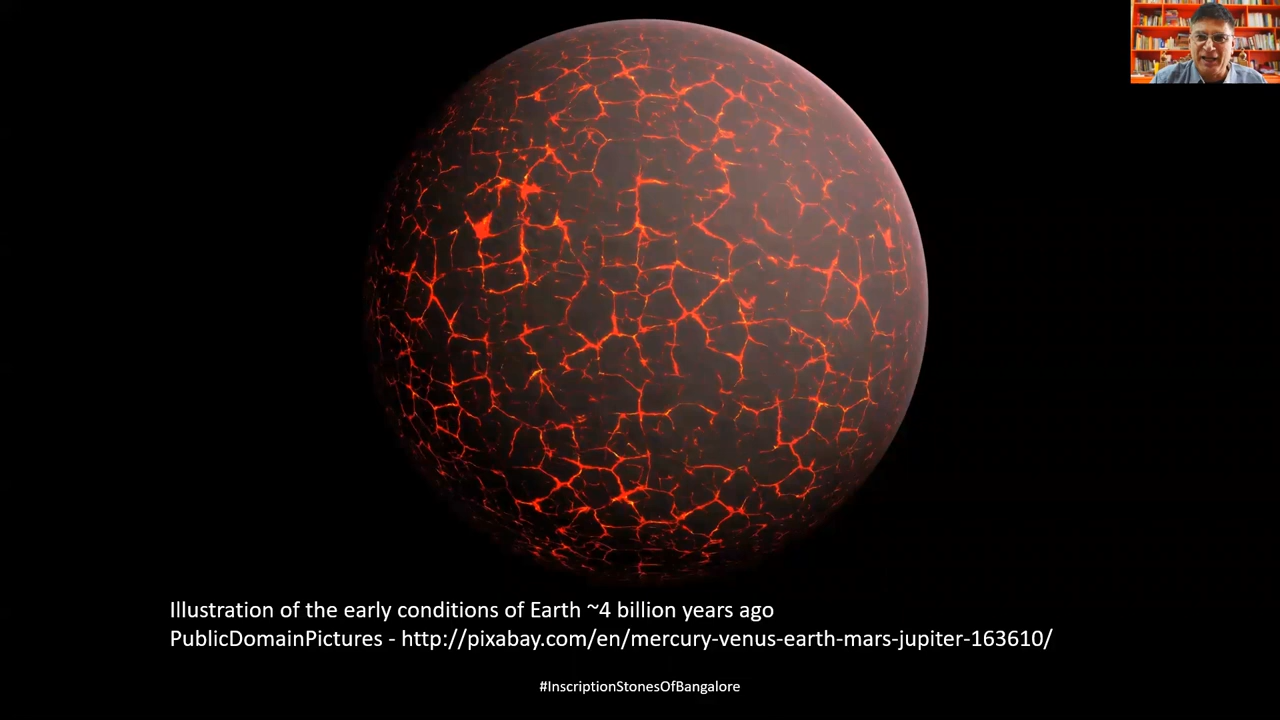 Illustration of the early conditions of Earth ~4 billion years ago
PublicDomainPictures - http://pixabay.com/en/mercury-venus-earth-mars-jupiter-163610/
#InscriptionStonesOfBangalore